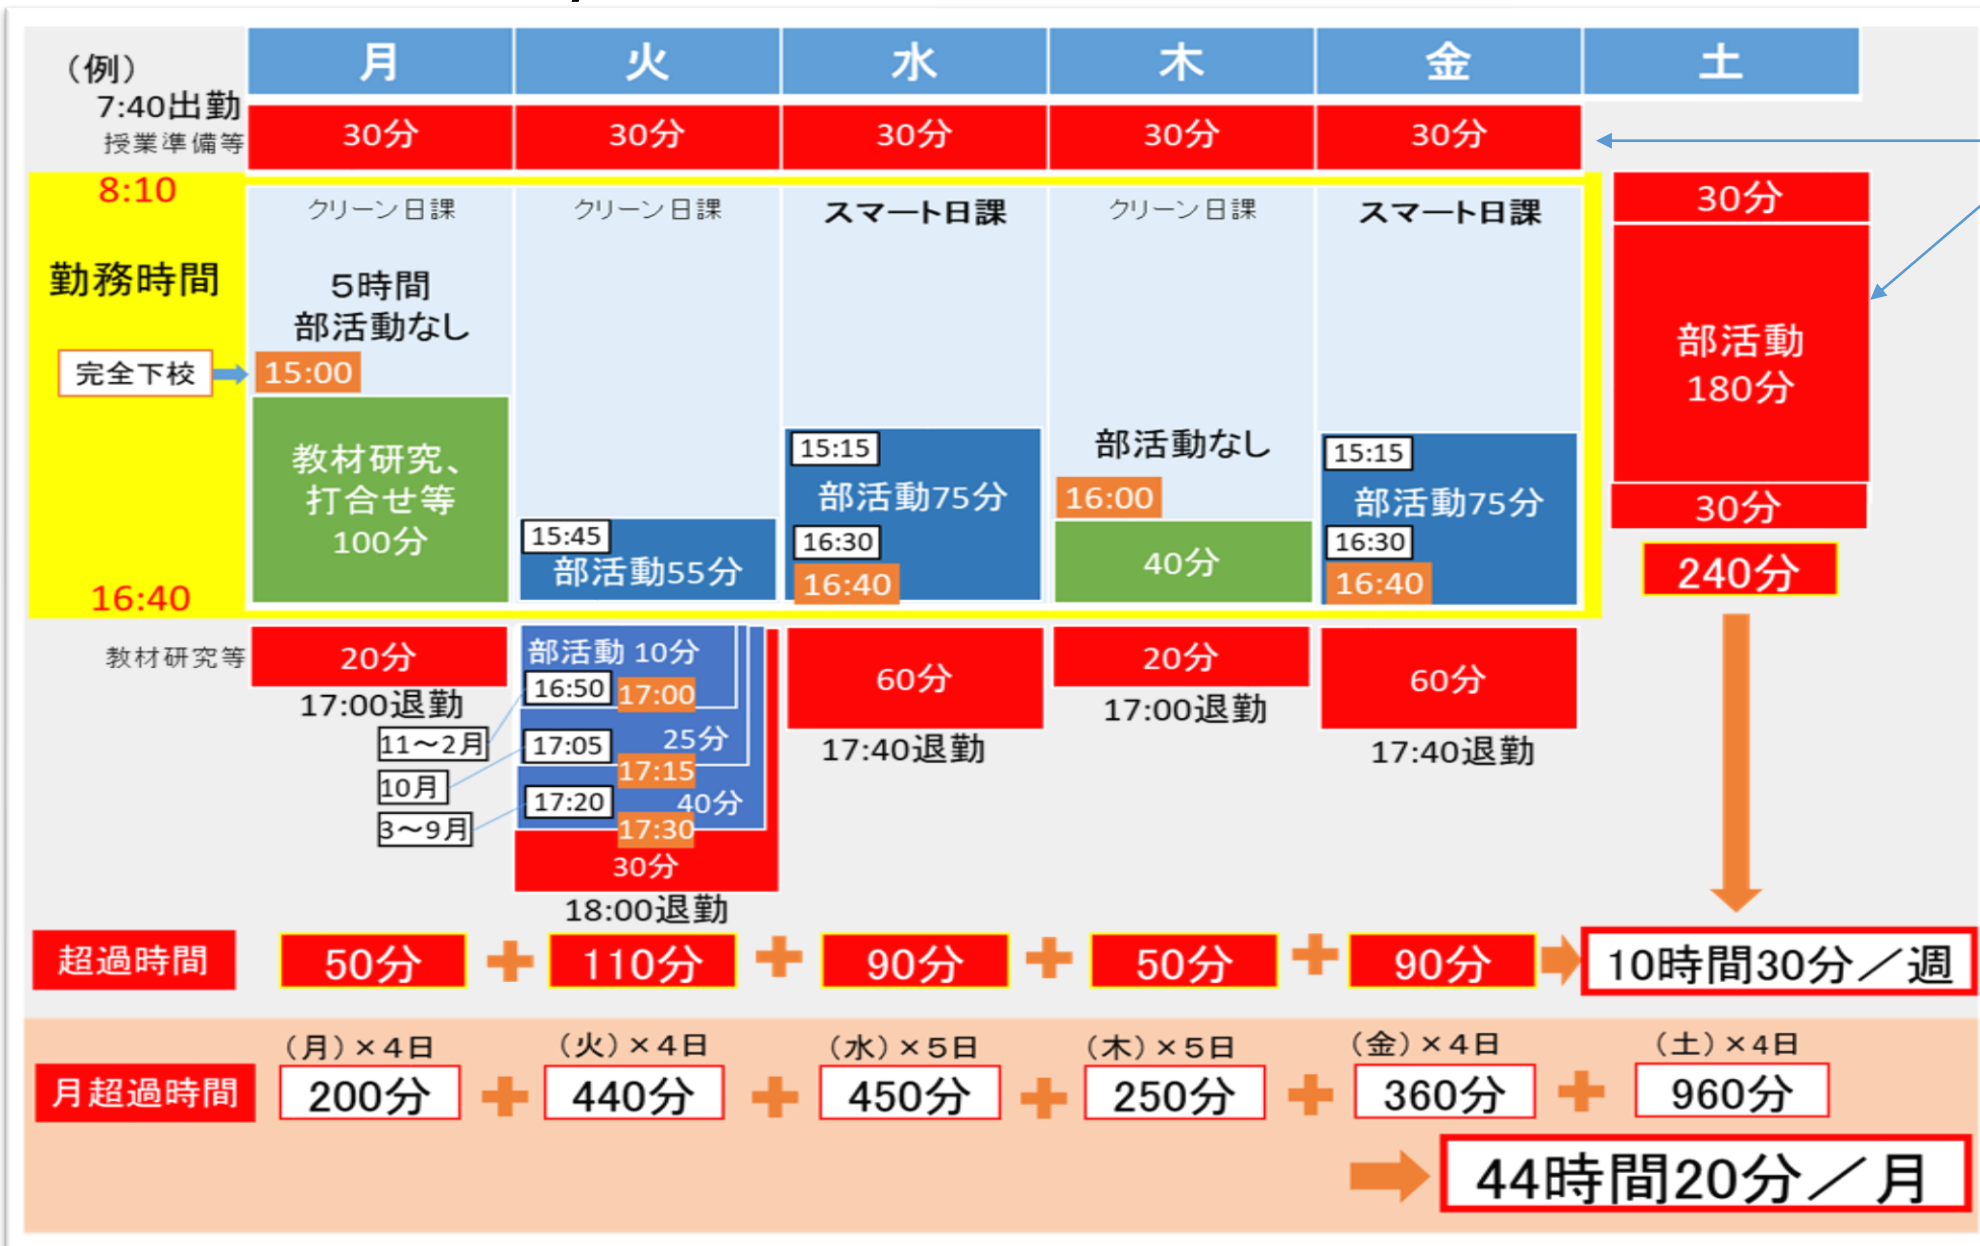 (例)
月
火
水
木
金
土
7:40出勤
授業準備等
30分
30分
30分
30分
30分
8:10
勤務時間
完全下校
16:40
クリーン日課
5時間
部活動なし
15:00
教材研究、
打合せ等
100分
クリーン日課
15:45
部活動55分
スマート日課
15:15
部活動75分
16:30
16:40
クリーン日課
部活動なし
16:00
40分
スマート日課
15:15
部活動75分
16:30
16:40
30分
部活動
180分
30分
240分
教材研究等
20分
17:00退勤
部活動 10分
16:50
17:00
11～2月
17:05
25分
17:15
10月
17:20
40分
17:30
3～9月
30分
18:00退勤
60分
17:40退勤
20分
17:00退勤
60分
17:40退勤
超過時間
50分
110分
90分
50分
90分
10時間30分／週
月超過時間
(月)×4日
200分
(火)×4日
440分
(水)×5日
450分
(木)×5日
250分
(金)×4日
360分
(土)×4日
960分
44時間20分／月